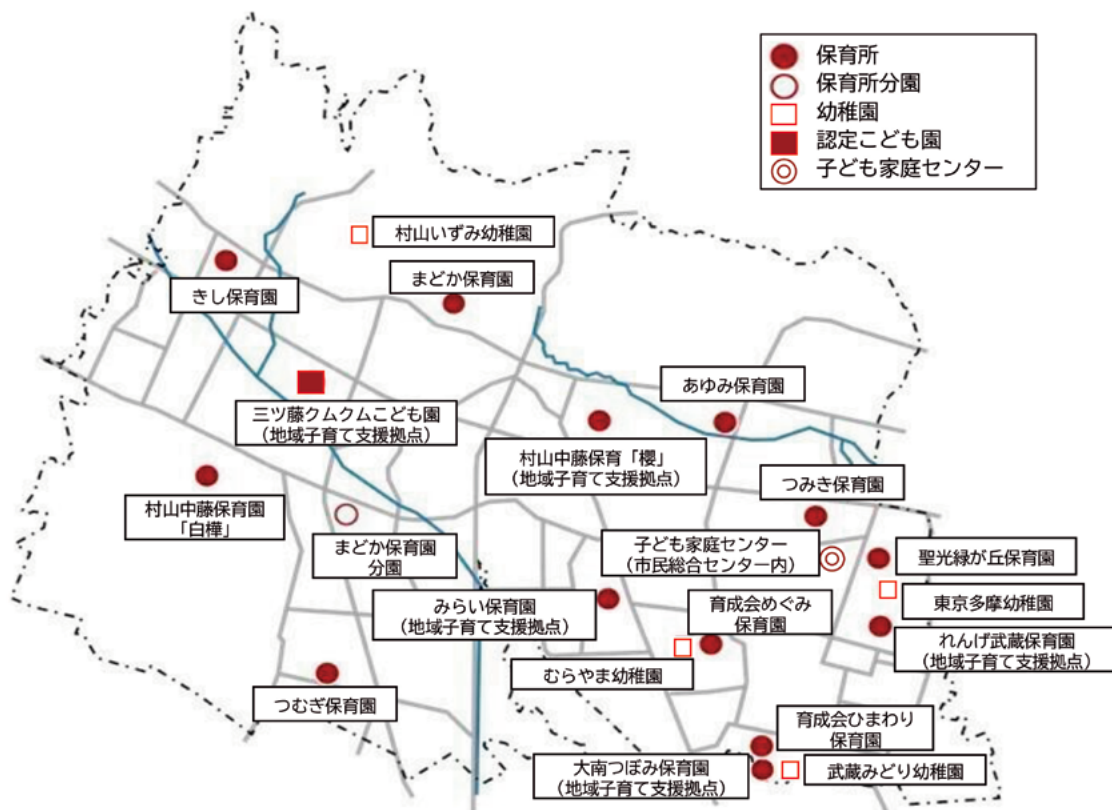 保育所
保育所分園
幼稚園
認定こども園
子ども家庭センター
村山いずみ幼稚園
まどか保育園
きし保育園
あゆみ保育園
三ツ藤クムクムこども園
(地域子育て支援拠点)
村山中藤保育「櫻」
(地域子育て支援拠点)
つみき保育園
村山中藤保育園
「白樺」
まどか保育園
分園
子ども家庭センター
(市民総合センター内)
聖光緑が丘保育園
東京多摩幼稚園
みらい保育園
(地域子育て支援拠点)
育成会めぐみ
保育園
れんげ武蔵保育園
(地域子育て支援拠点)
むらやま幼稚園
つむぎ保育園
育成会ひまわり
保育園
大南つぼみ保育園
(地域子育て支援拠点)
武蔵みどり幼稚園